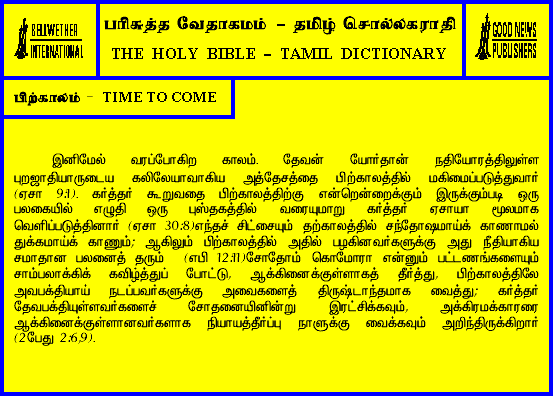 BELLWETHER
INTERNATIONAL
பரிசுத்த வேதாகமம் - தமிழ் சொல்லகராதி
THE HOLY BIBLE - TAMIL DICTIONARY
GOOD NEWS
PUBLISHERS
பிற்காலம் - TIME TO COME
இனிமேல் வரப்போகிற காலம். தேவன் யோர்தான் நதியோரத்திலுள்ள
புறஜாதியாருடைய கலிலேயாவாகிய அத்தேசத்தை பிற்காலத்தில் மகிமைப்படுத்துவார்
(ஏசா 9:1). கர்த்தர் கூறுவதை பிற்காலத்திற்கு என்றென்றைக்கும் இருக்கும்படி ஒரு
பலகையில் எழுதி ஒரு புஸ்தகத்தில் வரையுமாறு கர்த்தர் ஏசாயா மூலமாக
வெளிப்படுத்தினார் (ஏசா 30:8)எந்தச் சிட்சையும் தற்காலத்தில் சந்தோஷமாய்க் காணாமல்
துக்கமாய்க் காணும்; ஆகிலும் பிற்காலத்தில் அதில் பழகினவர்களுக்கு அது நீதியாகிய
சமாதான பலனைத் தரும் (எபி 12:11)சோதோம் கொமோரா என்னும் பட்டணங்களையும்
சாம்பலாக்கிக் கவிழ்த்துப் போட்டு, ஆக்கினைக்குள்ளாகத் தீர்த்து, பிற்காலத்திலே
அவபக்தியாய் நடப்பவர்களுக்கு அவைகளைத் திருஷ்டாந்தமாக வைத்து; கர்த்தர்
தேவபக்தியுள்ளவர்களைச் சோதனையினின்று இரட்சிக்கவும், அக்கிரமக்காரரை
ஆக்கினைக்குள்ளானவர்களாக நியாயத்தீர்ப்பு நாளுக்கு வைக்கவும் அறிந்திருக்கிறார்
(2பேது 2:6,9).